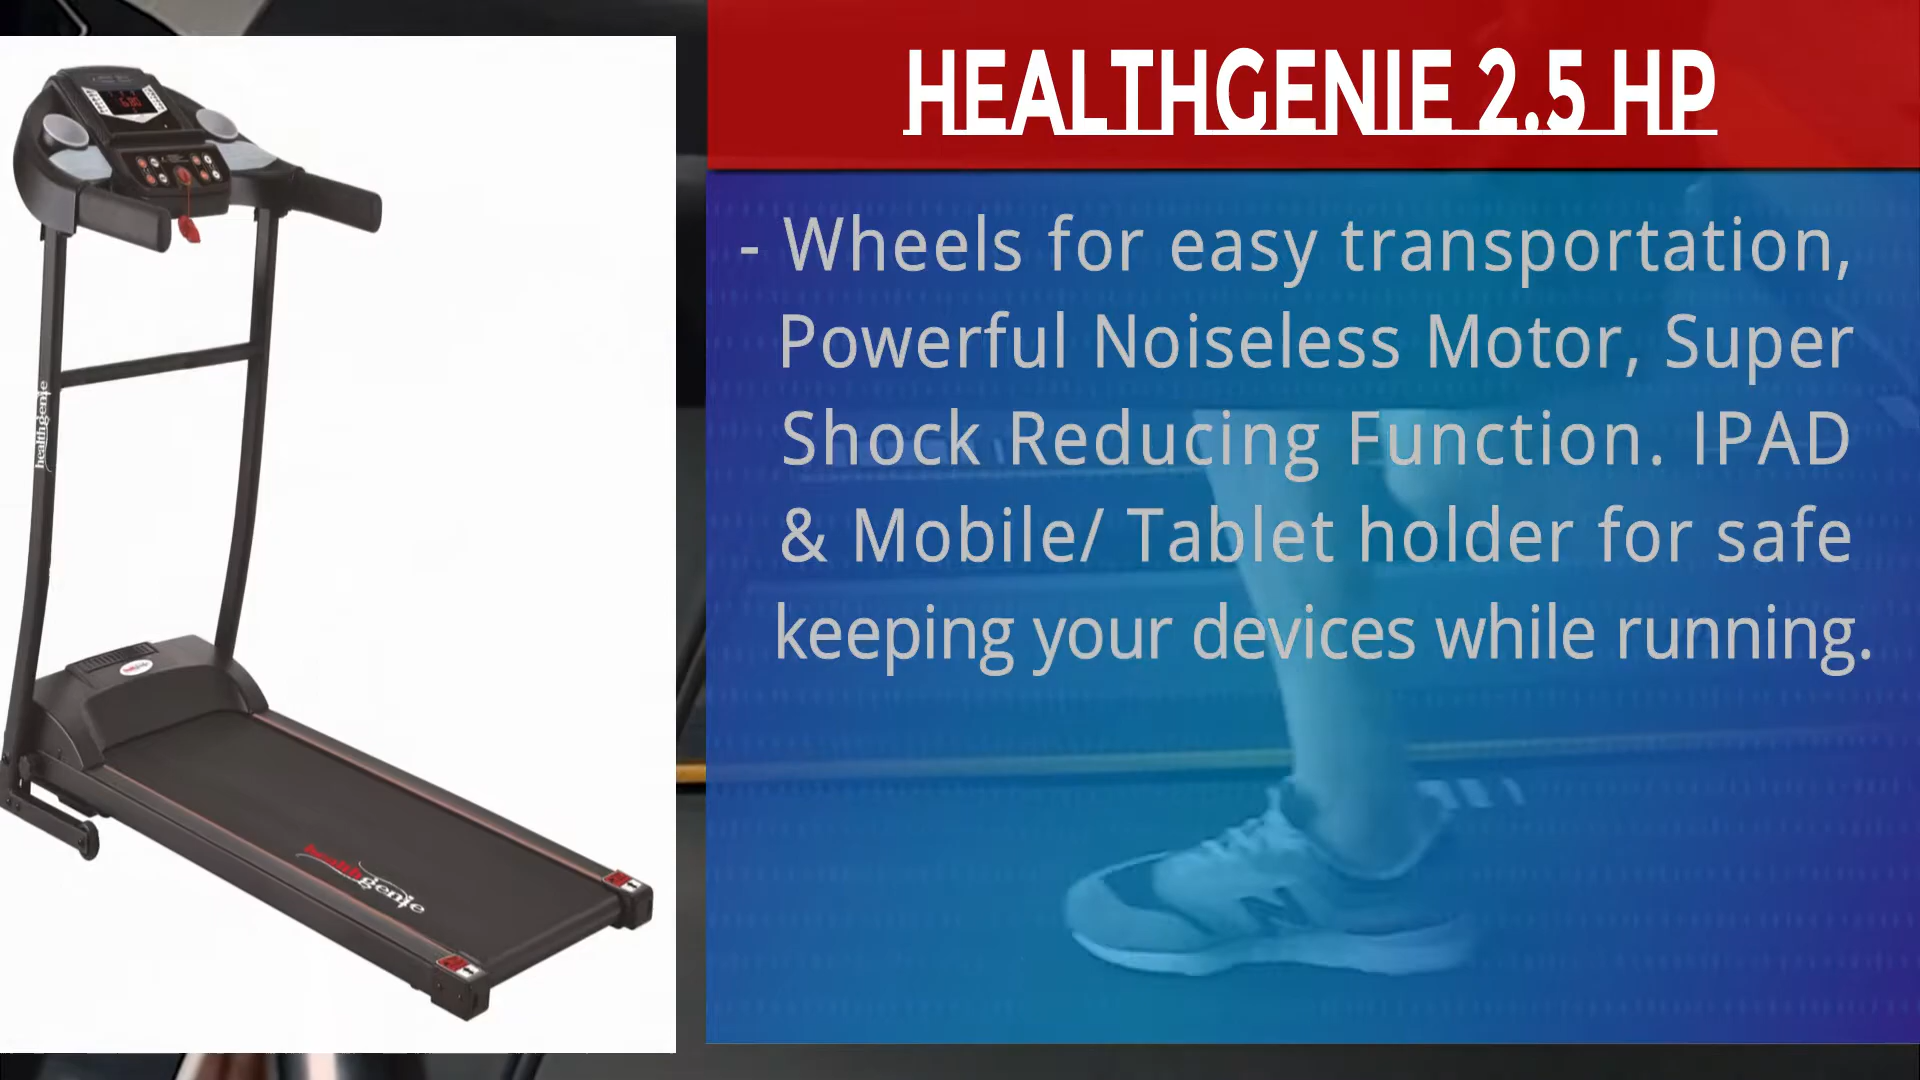 HEALTHGENIE 2.5 HP
- Wheels for easy transportation,
Powerful Noiseless Motor, Super
Shock Reducing Function. IPAD
& Mobile/ Tablet holder for safe
keeping your devices while running.
healthgenie
healthgenie